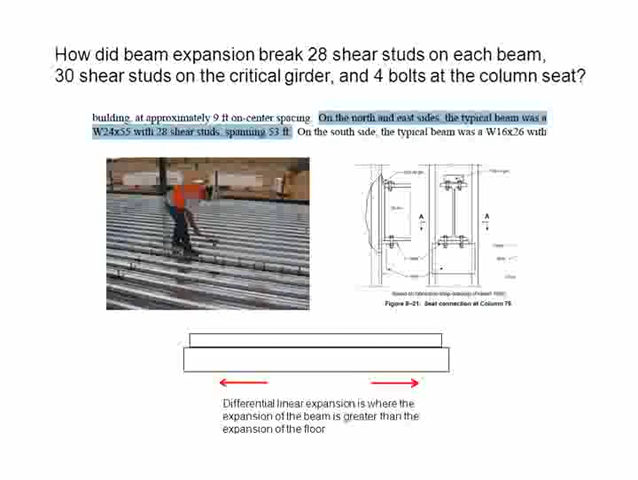 How did beam expansion break 28 shear studs on each beam,
30 shear studs on the critical girder, and 4 bolts at the column seat?
building, at approximately 9 ft on-center spacing. On the north and east sides, the typical beam was a
W24x55 with 28 shear studs, spanning 53 ft. On the south side, the typical beam was a W16x26 with
A
A
Figure 8–21. Seat connection at Column 79.
Differential linear expansion is where the
expansion of the beam is greater than the
expansion of the floor